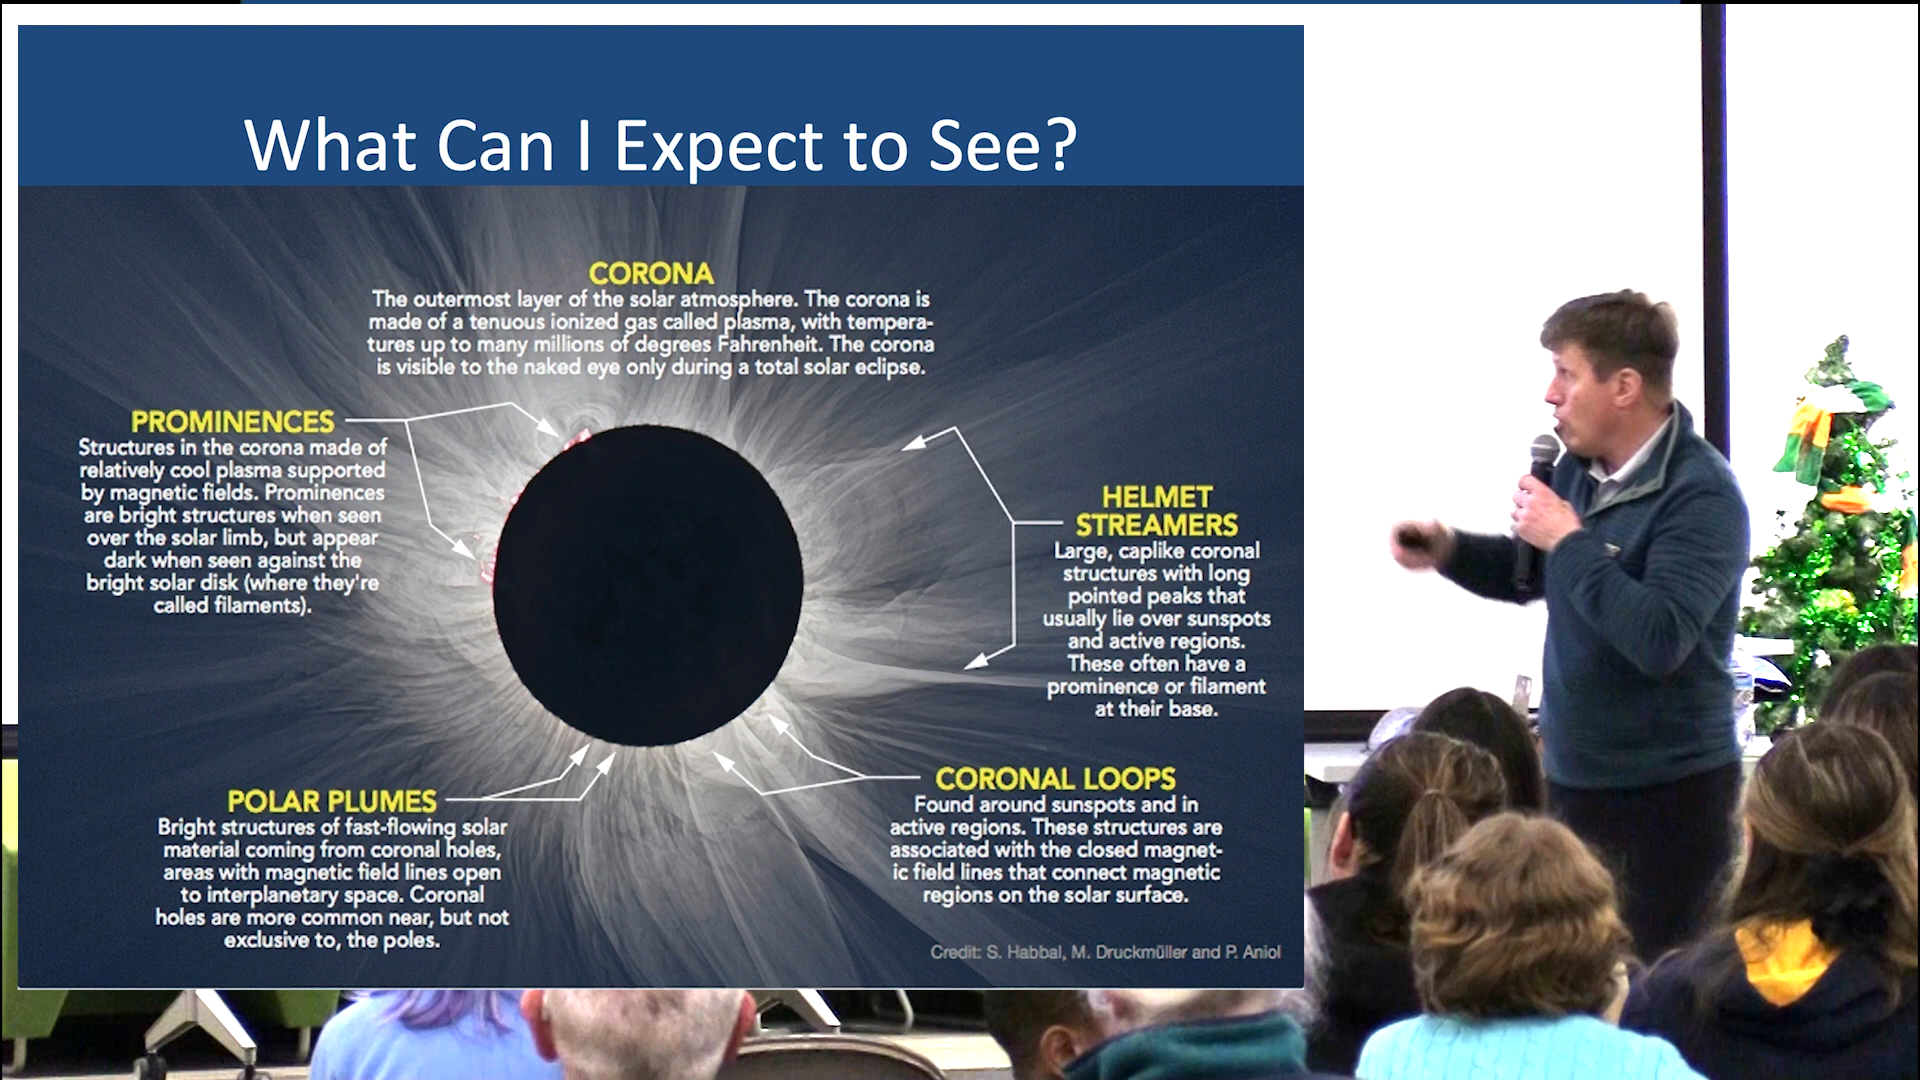 What Can I Expect to See?
CORONA
The outermost layer of the solar atmosphere. The corona is
made of a tenuous ionized gas called plasma, with tempera-
tures up to many millions of degrees Fahrenheit. The corona
is visible to the naked eye only during a total solar eclipse.
PROMINENCES
Structures in the corona made of
relatively cool plasma supported
by magnetic fields. Prominences
are bright structures when seen
over the solar limb, but appear
dark when seen against the
bright solar disk (where they're
called filaments).
HELMET
STREAMERS
Large, caplike coronal
structures with long
pointed peaks that
usually lie over sunspots
and active regions.
These often have a
prominence or filament
at their base.
POLAR PLUMES
Bright structures of fast-flowing solar
material coming from coronal holes,
areas with magnetic field lines open
to interplanetary space. Coronal
holes are more common near, but not
exclusive to, the poles.
CORONAL LOOPS
Found around sunspots and in
active regions. These structures are
associated with the closed magnet-
ic field lines that connect magnetic
regions on the solar surface.
Credit: S. Habbal, M. Druckmüller and P. Aniol